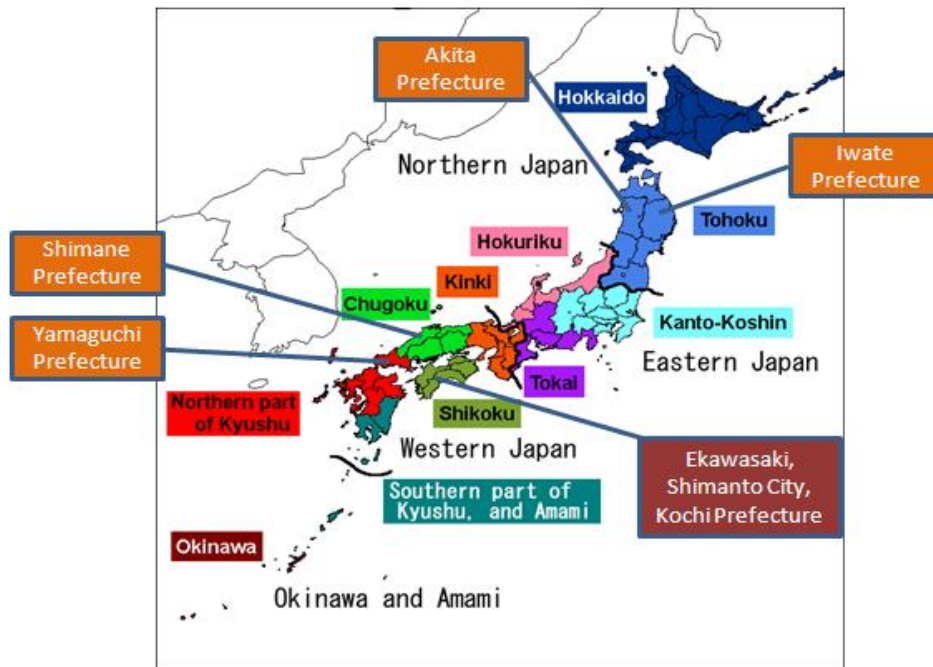 Akita
Prefecture
Hokkaido
Northern Japan
Iwate
Prefecture
Tohoku
Hokuriku
Shimane
Prefecture
Kinki
Chugoku
Kanto-Koshin
Yamaguchi
Prefecture
Eastern Japan
Tokai
Northern part
of Kyushu
Shikoku
Western Japan
Ekawasaki,
Shimanto City,
Kochi Prefecture
Southern part of
Kyushu, and Amami
Okinawa
Okinawa and Amami